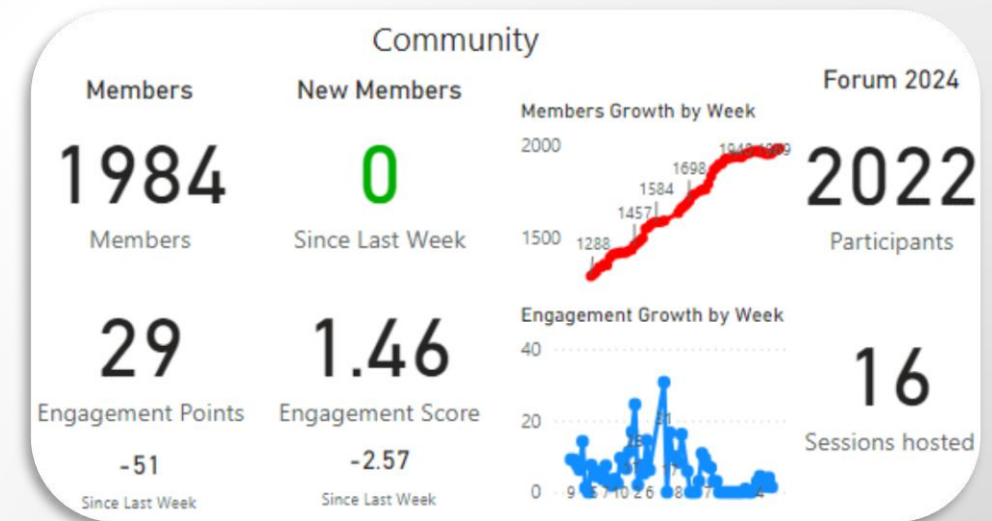 Community
Members
1984
Members
New Members
0
Since Last Week
29
Engagement Points
-51
Since Last Week
1.46
Engagement Score
-2.57
Since Last Week
Members Growth by Week
2000
1500
1288
1457
1584
1698
Engagement Growth by Week
40
20
0
31
Forum 2024
2022
Participants
16
Sessions hosted